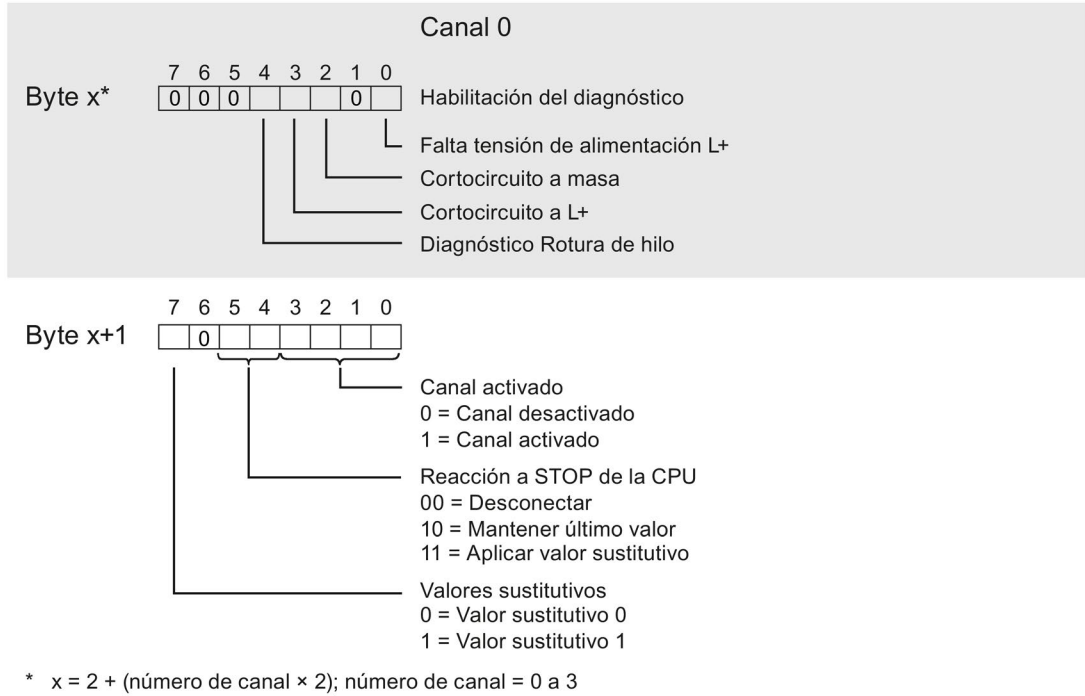 Canal 0
7 6 5 4 3 2 1 0
Byte x* 0 0 0 0 Habilitación del diagnóstico
Falta tensión de alimentación L+
Cortocircuito a masa
Cortocircuito a L+
Diagnóstico Rotura de hilo
7 6 5 4 3 2 1 0
Byte x+1 0
Canal activado
0 = Canal desactivado
1 = Canal activado
Reacción a STOP de la CPU
00 = Desconectar
10 = Mantener último valor
11 = Aplicar valor sustitutivo
Valores sustitutivos
0 = Valor sustitutivo 0
1 = Valor sustitutivo 1
* x = 2 + (número de canal × 2); número de canal = 0 a 3